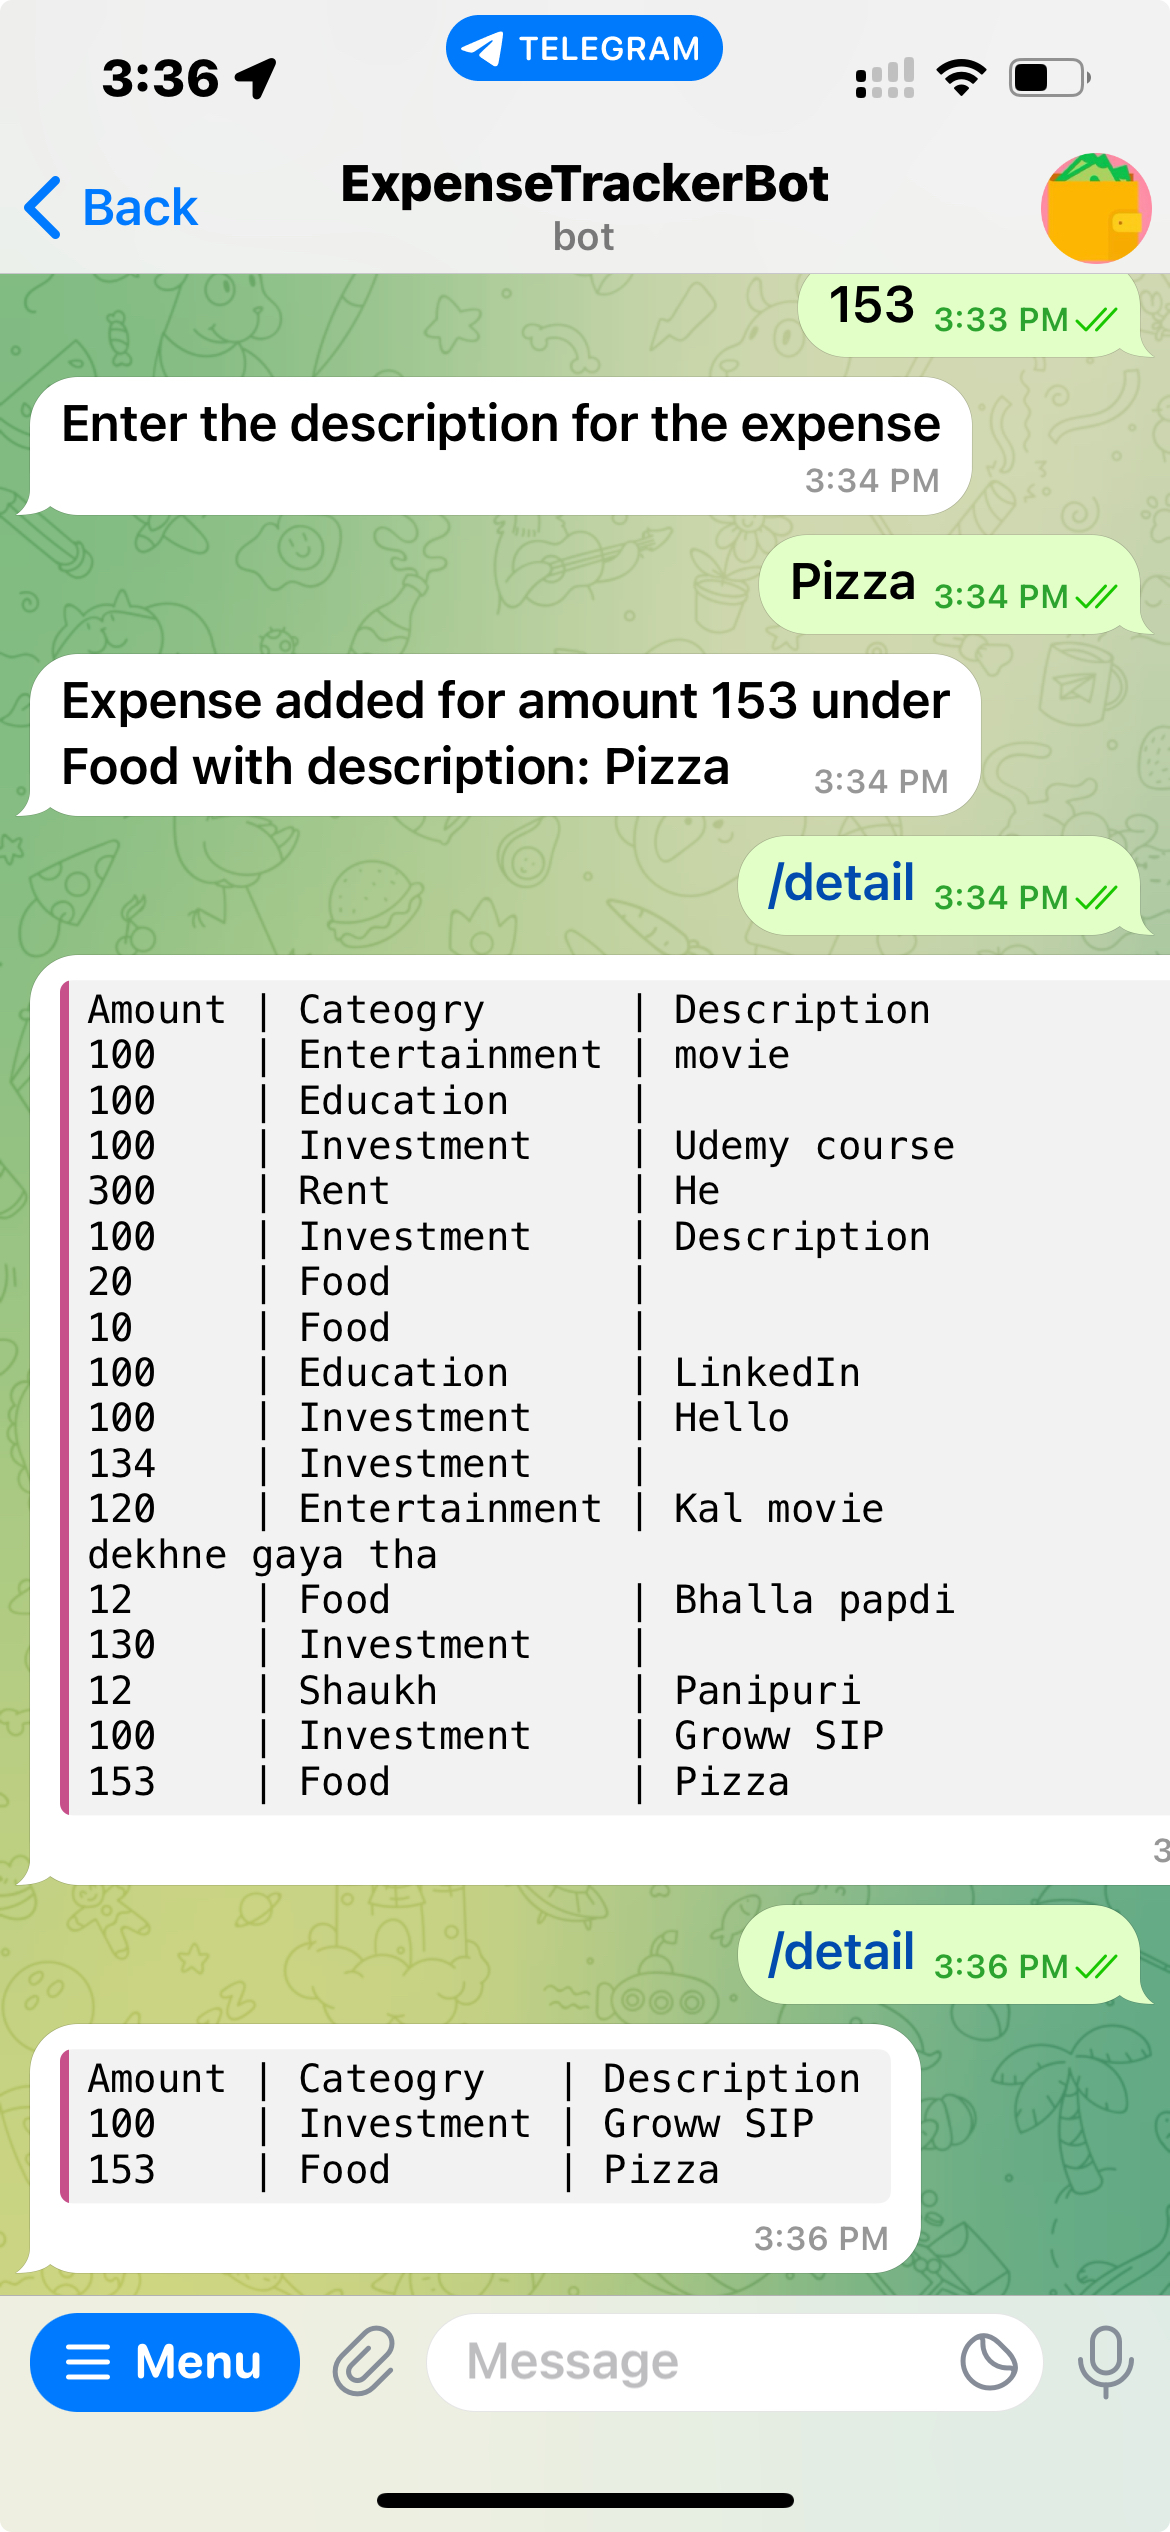 3:36
TELEGRAM
Back
ExpenseTrackerBot
bot
153 3:33 PM
Enter the description for the expense
3:34 PM
Pizza 3:34 PM
Expense added for amount 153 under
Food with description: Pizza 3:34 PM
/detail 3:34 PM
Amount | Cateogry | Description
100 | Entertainment | movie
100 | Education |
100 | Investment | Udemy course
300 | Rent | He
100 | Investment | Description
20 | Food |
10 | Food |
100 | Education | LinkedIn
100 | Investment | Hello
134 | Investment |
120 | Entertainment | Kal movie
dekhne gaya tha
12 | Food | Bhalla papdi
130 | Investment |
12 | Shaukh | Panipuri
100 | Investment | Groww SIP
153 | Food | Pizza
3
/detail 3:36 PM
Amount | Cateogry | Description
100 | Investment | Groww SIP
153 | Food | Pizza
3:36 PM
Menu
Message